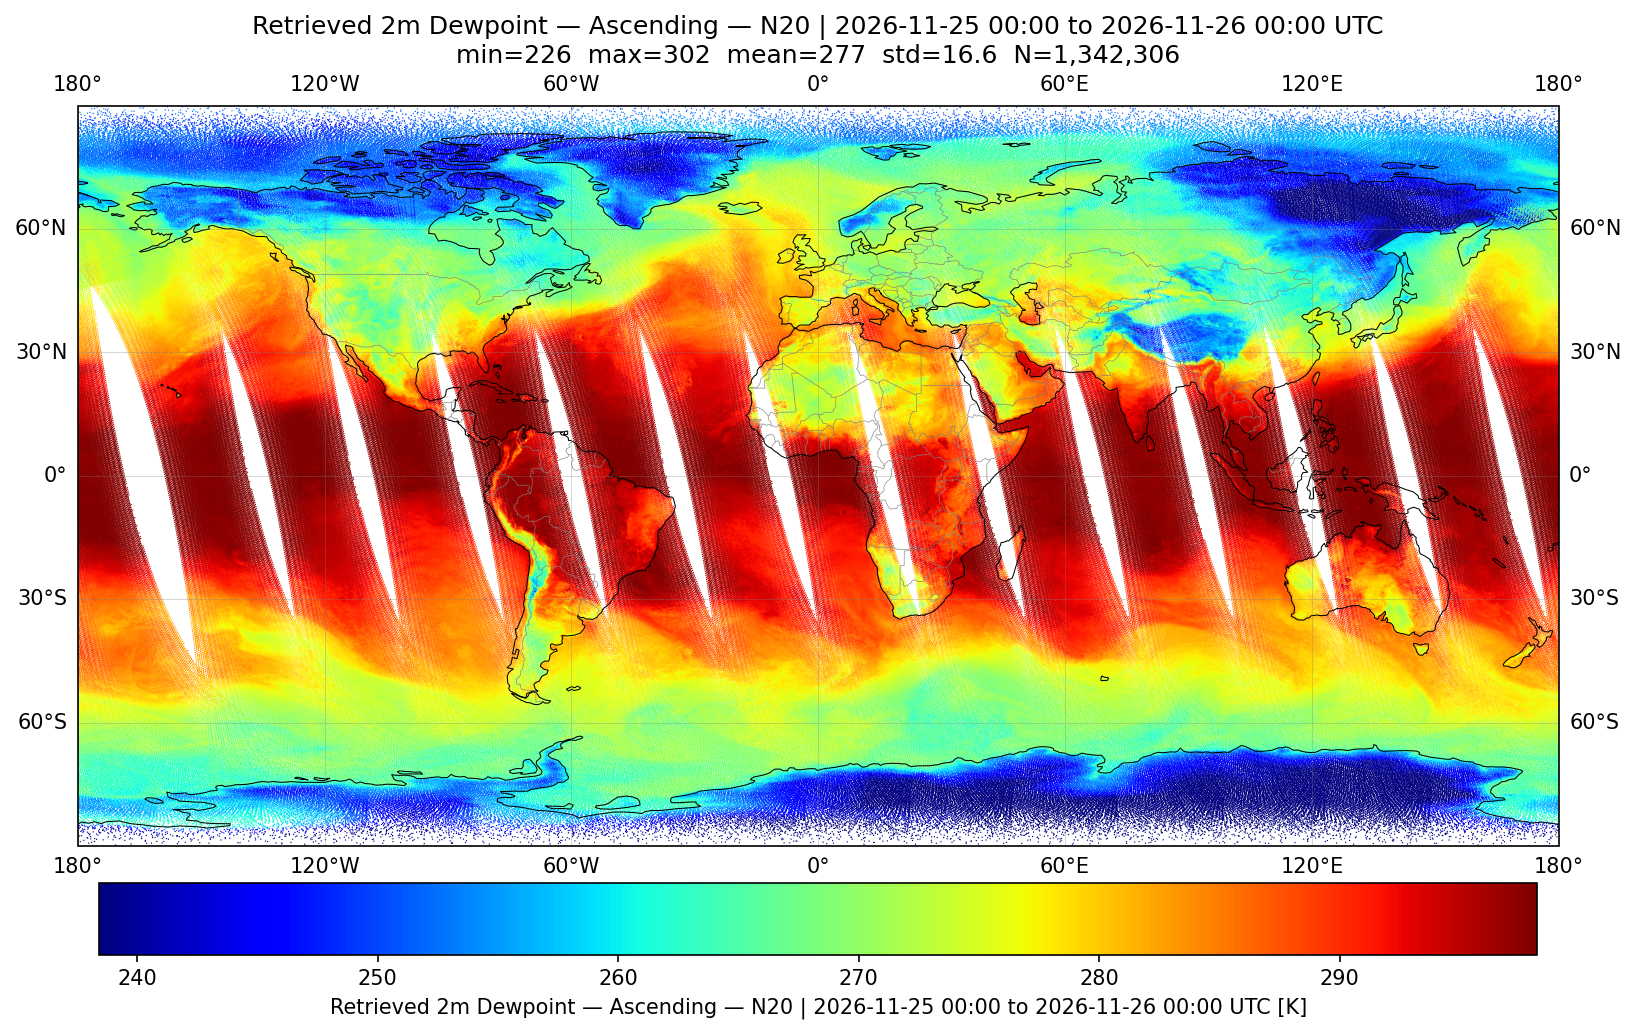 Retrieved 2m Dewpoint — Ascending — N20 | 2026-11-25 00:00 to 2026-11-26 00:00 UTC
min=226 max=302 mean=277 std=16.6 N=1,342,306
180° 120°W 60°W 0° 60°E 120°E 180°
60°N 60°N
30°N 30°N
0° 0°
30°S 30°S
60°S 60°S
180° 120°W 60°W 0° 60°E 120°E 180°
240 250 260 270 280 290
Retrieved 2m Dewpoint — Ascending — N20 | 2026-11-25 00:00 to 2026-11-26 00:00 UTC [K]